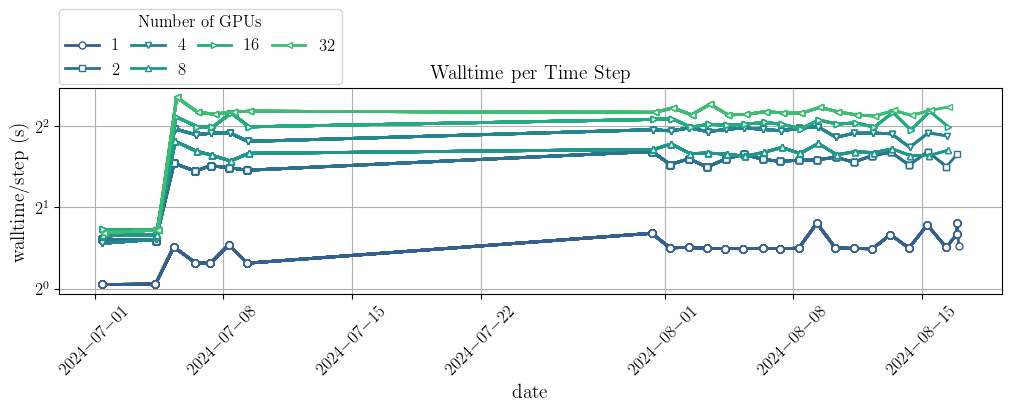 Number of GPUs
1 4 16 32
2 8
Walltime per Time Step
walltime/step (s)
2²
2¹
2⁰
2024−07−01
2024−07−08
2024−07−15
2024−07−22
2024−08−01
2024−08−08
2024−08−15
date